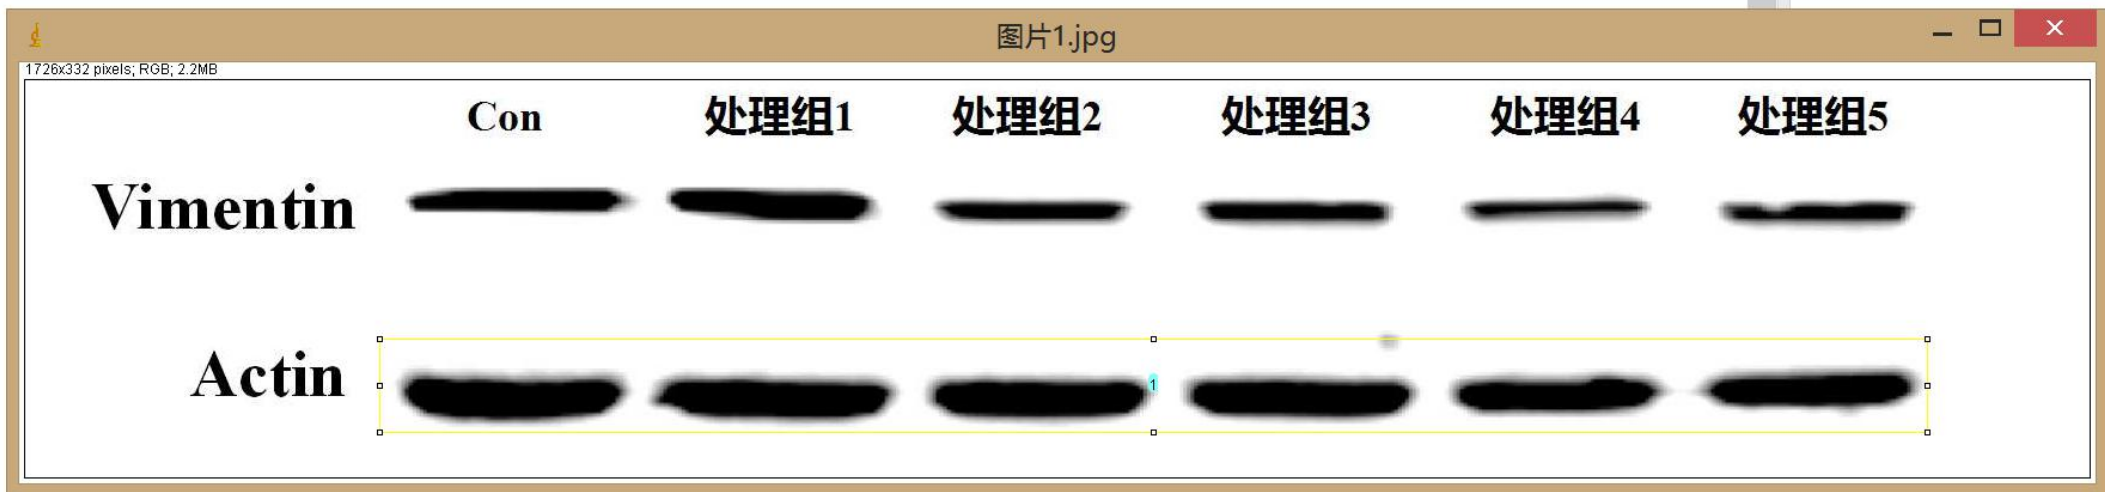 图片1.jpg
1726x332 pixels; RGB; 2.2MB
Con 处理组1 处理组2 处理组3 处理组4 处理组5
Vimentin
Actin
1